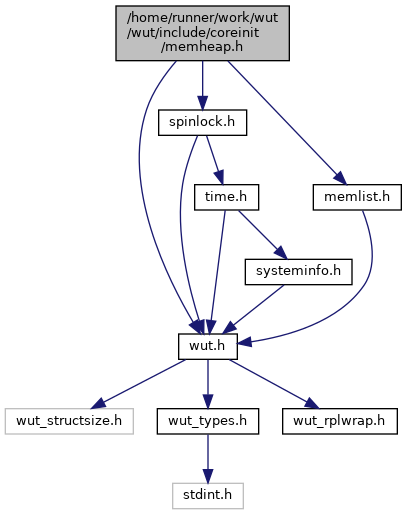 /home/runner/work/wut
/wut/include/coreinit
/memheap.h
spinlock.h
time.h
memlist.h
systeminfo.h
wut.h
wut_structsize.h
wut_types.h
wut_rplwrap.h
stdint.h